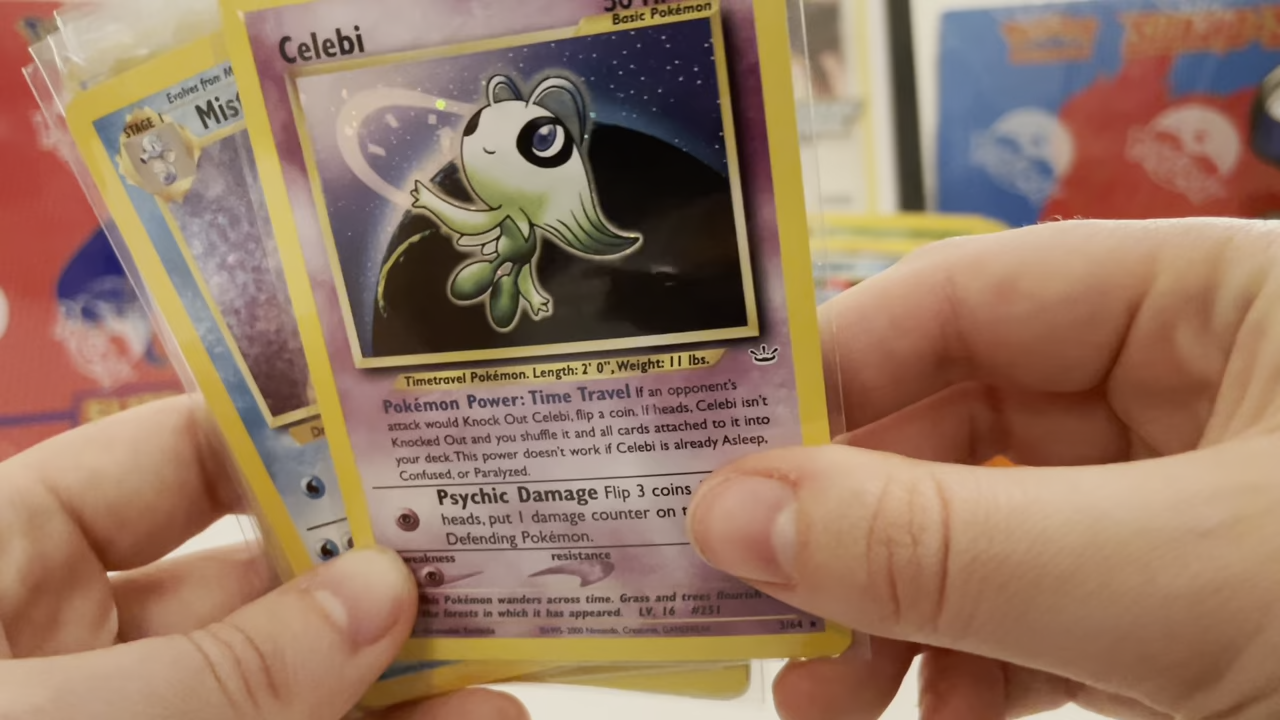 Basic Pokémon
Celebi
Evolves from M
STAGE 1
Mis
Timetravel Pokémon. Length: 2' 0", Weight: 11 lbs.
Pokémon Power: Time Travel If an opponent's
attack would Knock Out Celebi, flip a coin. If heads, Celebi isn't
Knocked Out and you shuffle it and all cards attached to it into
your deck. This power doesn't work if Celebi is already Asleep,
Confused, or Paralyzed.
Psychic Damage Flip 3 coins
heads, put 1 damage counter on
Defending Pokémon.
weakness
resistance
This Pokémon wanders across time. Grass and trees flourish
the forests in which it has appeared. LV. 16 #251
©1995-2000 Nintendo, Creatures, GAMEFREAK
3/64 ★